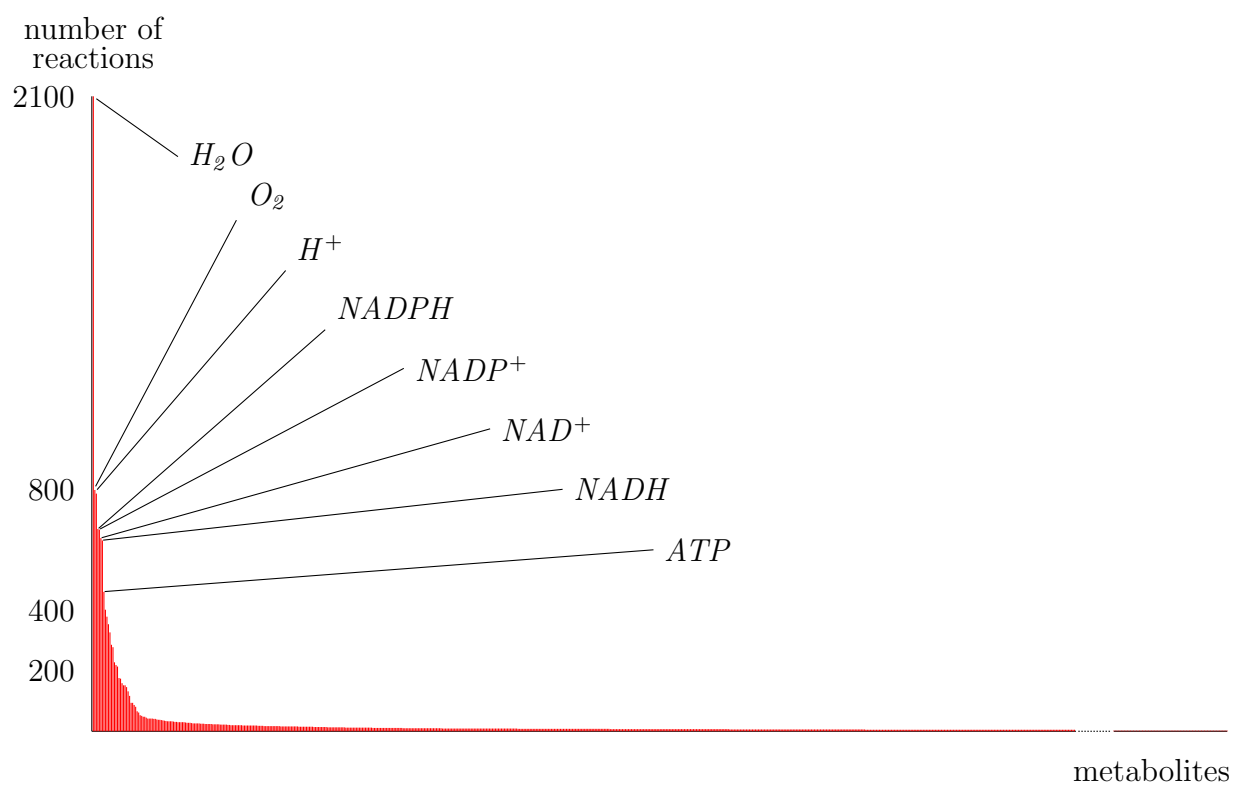 number of
reactions
2100
H₂O
O₂
H⁺
NADPH
NADP⁺
NAD⁺
800
NADH
ATP
400
200
metabolites